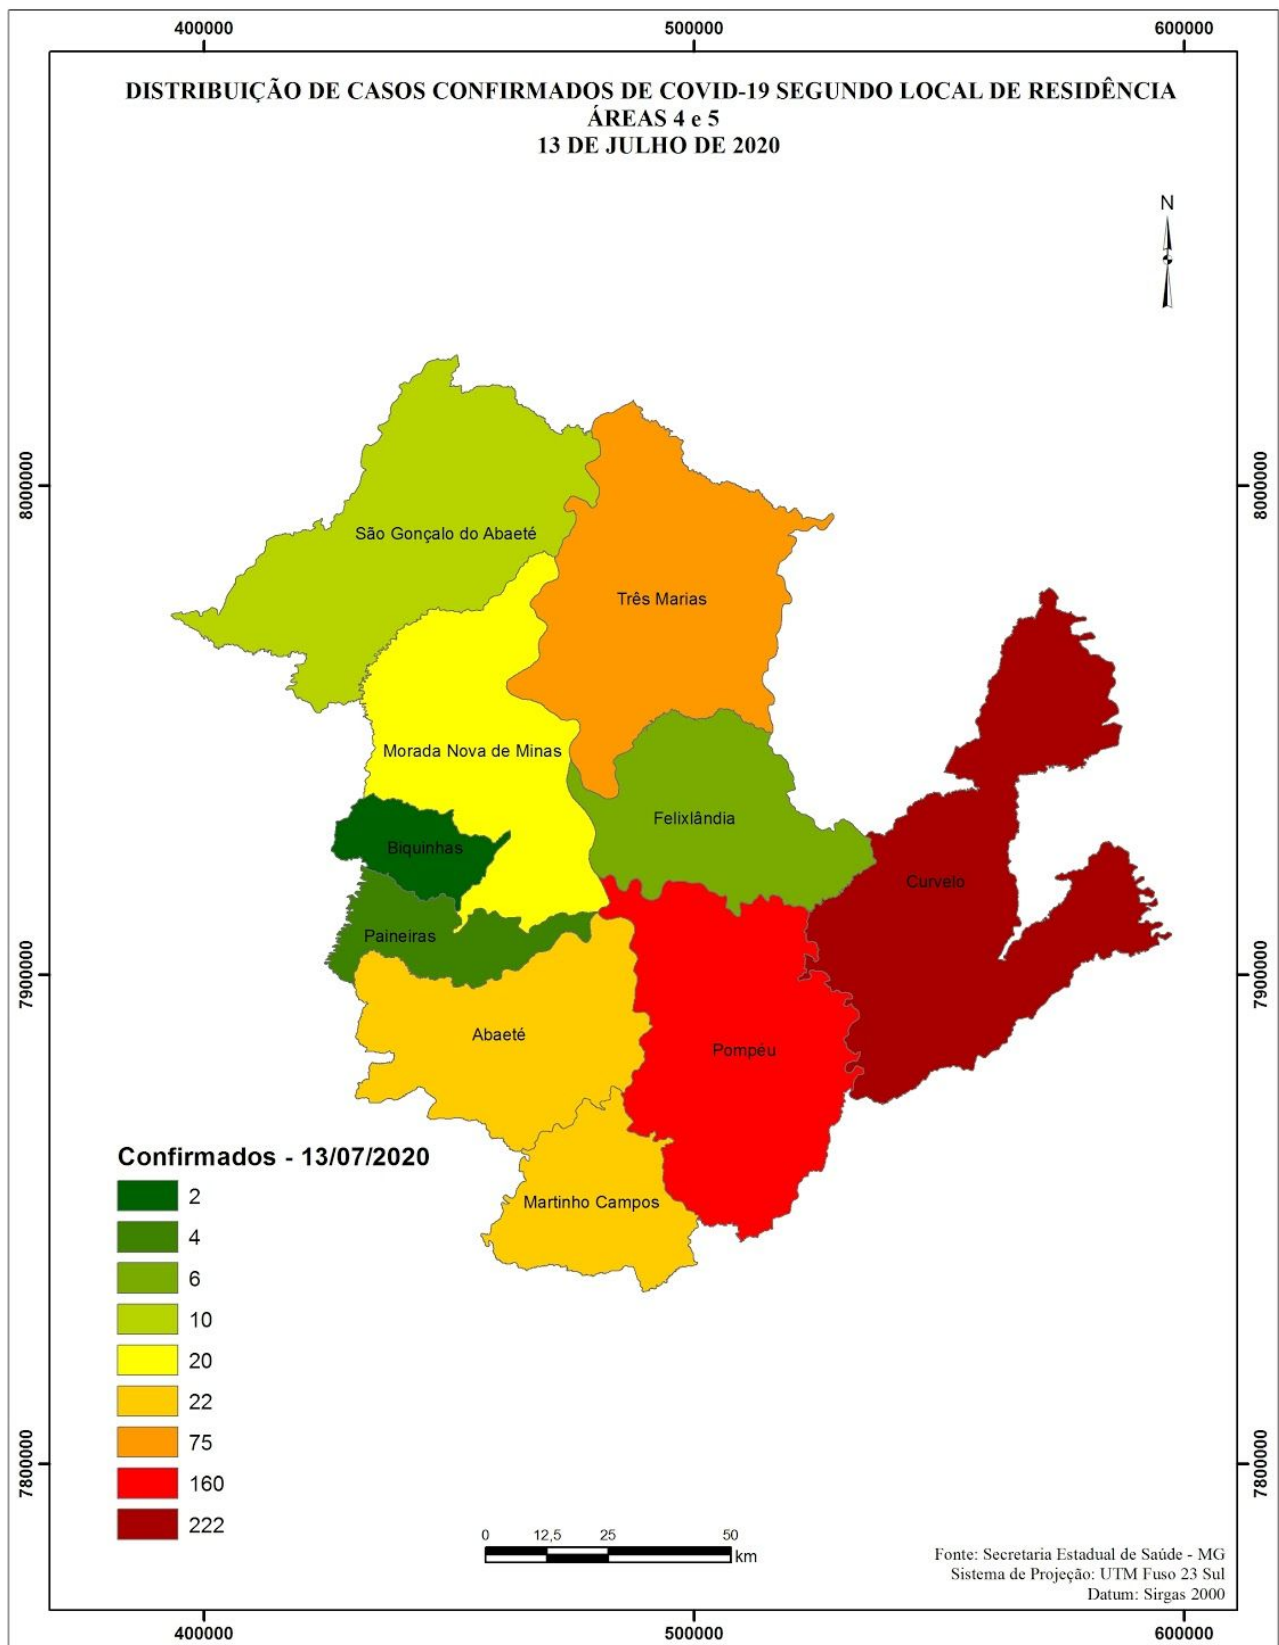 400000 500000 600000
DISTRIBUIÇÃO DE CASOS CONFIRMADOS DE COVID-19 SEGUNDO LOCAL DE RESIDÊNCIA
ÁREAS 4 e 5
13 DE JULHO DE 2020
N
8000000 8000000
São Gonçalo do Abaeté
Três Marias
Morada Nova de Minas
Felixlândia
Biquinhas
Curvelo
Paineiras
7900000 7900000
Abaeté
Pompéu
Martinho Campos
Confirmados - 13/07/2020
2
4
6
10
20
22
75
160
222
7800000 7800000
0 12,5 25 50
km
Fonte: Secretaria Estadual de Saúde - MG
Sistema de Projeção: UTM Fuso 23 Sul
Datum: Sirgas 2000
400000 500000 600000